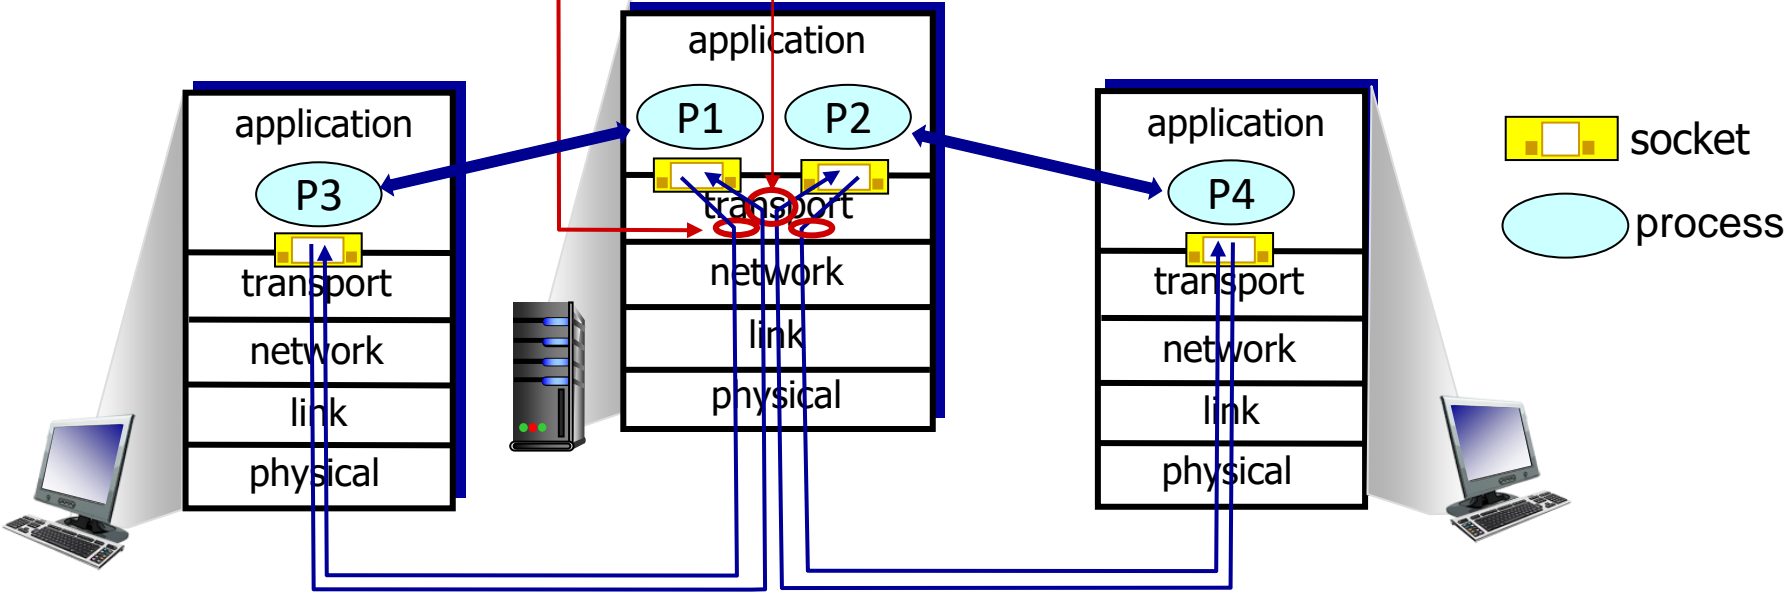 application
P3
transport
network
link
physical
application
P1
P2
transport
network
link
physical
application
P4
transport
network
link
physical
socket
process